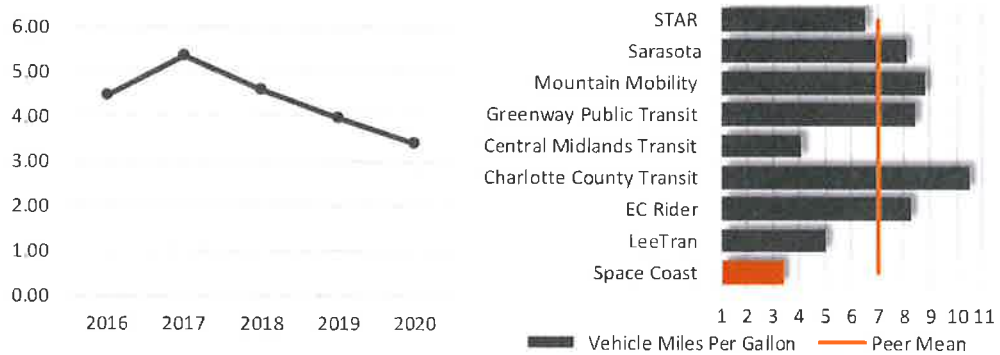 6.00
5.00
4.00
3.00
2.00
1.00
0.00
2016 2017 2018 2019 2020
STAR
Sarasota
Mountain Mobility
Greenway Public Transit
Central Midlands Transit
Charlotte County Transit
EC Rider
LeeTran
Space Coast
1 2 3 4 5 6 7 8 9 10 11
Vehicle Miles Per Gallon Peer Mean